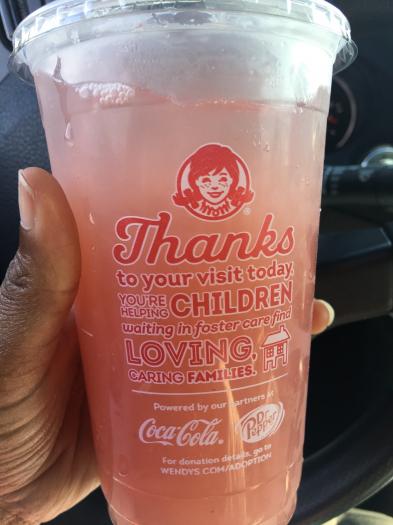 MOM
Thanks
to your visit today,
YOU'RE
HELPING CHILDREN
waiting in foster care find
LOVING,
CARING FAMILIES.
Powered by our partners at
Coca-Cola®
Dr Pepper
For donation details, go to
WENDYS.COM/ADOPTION